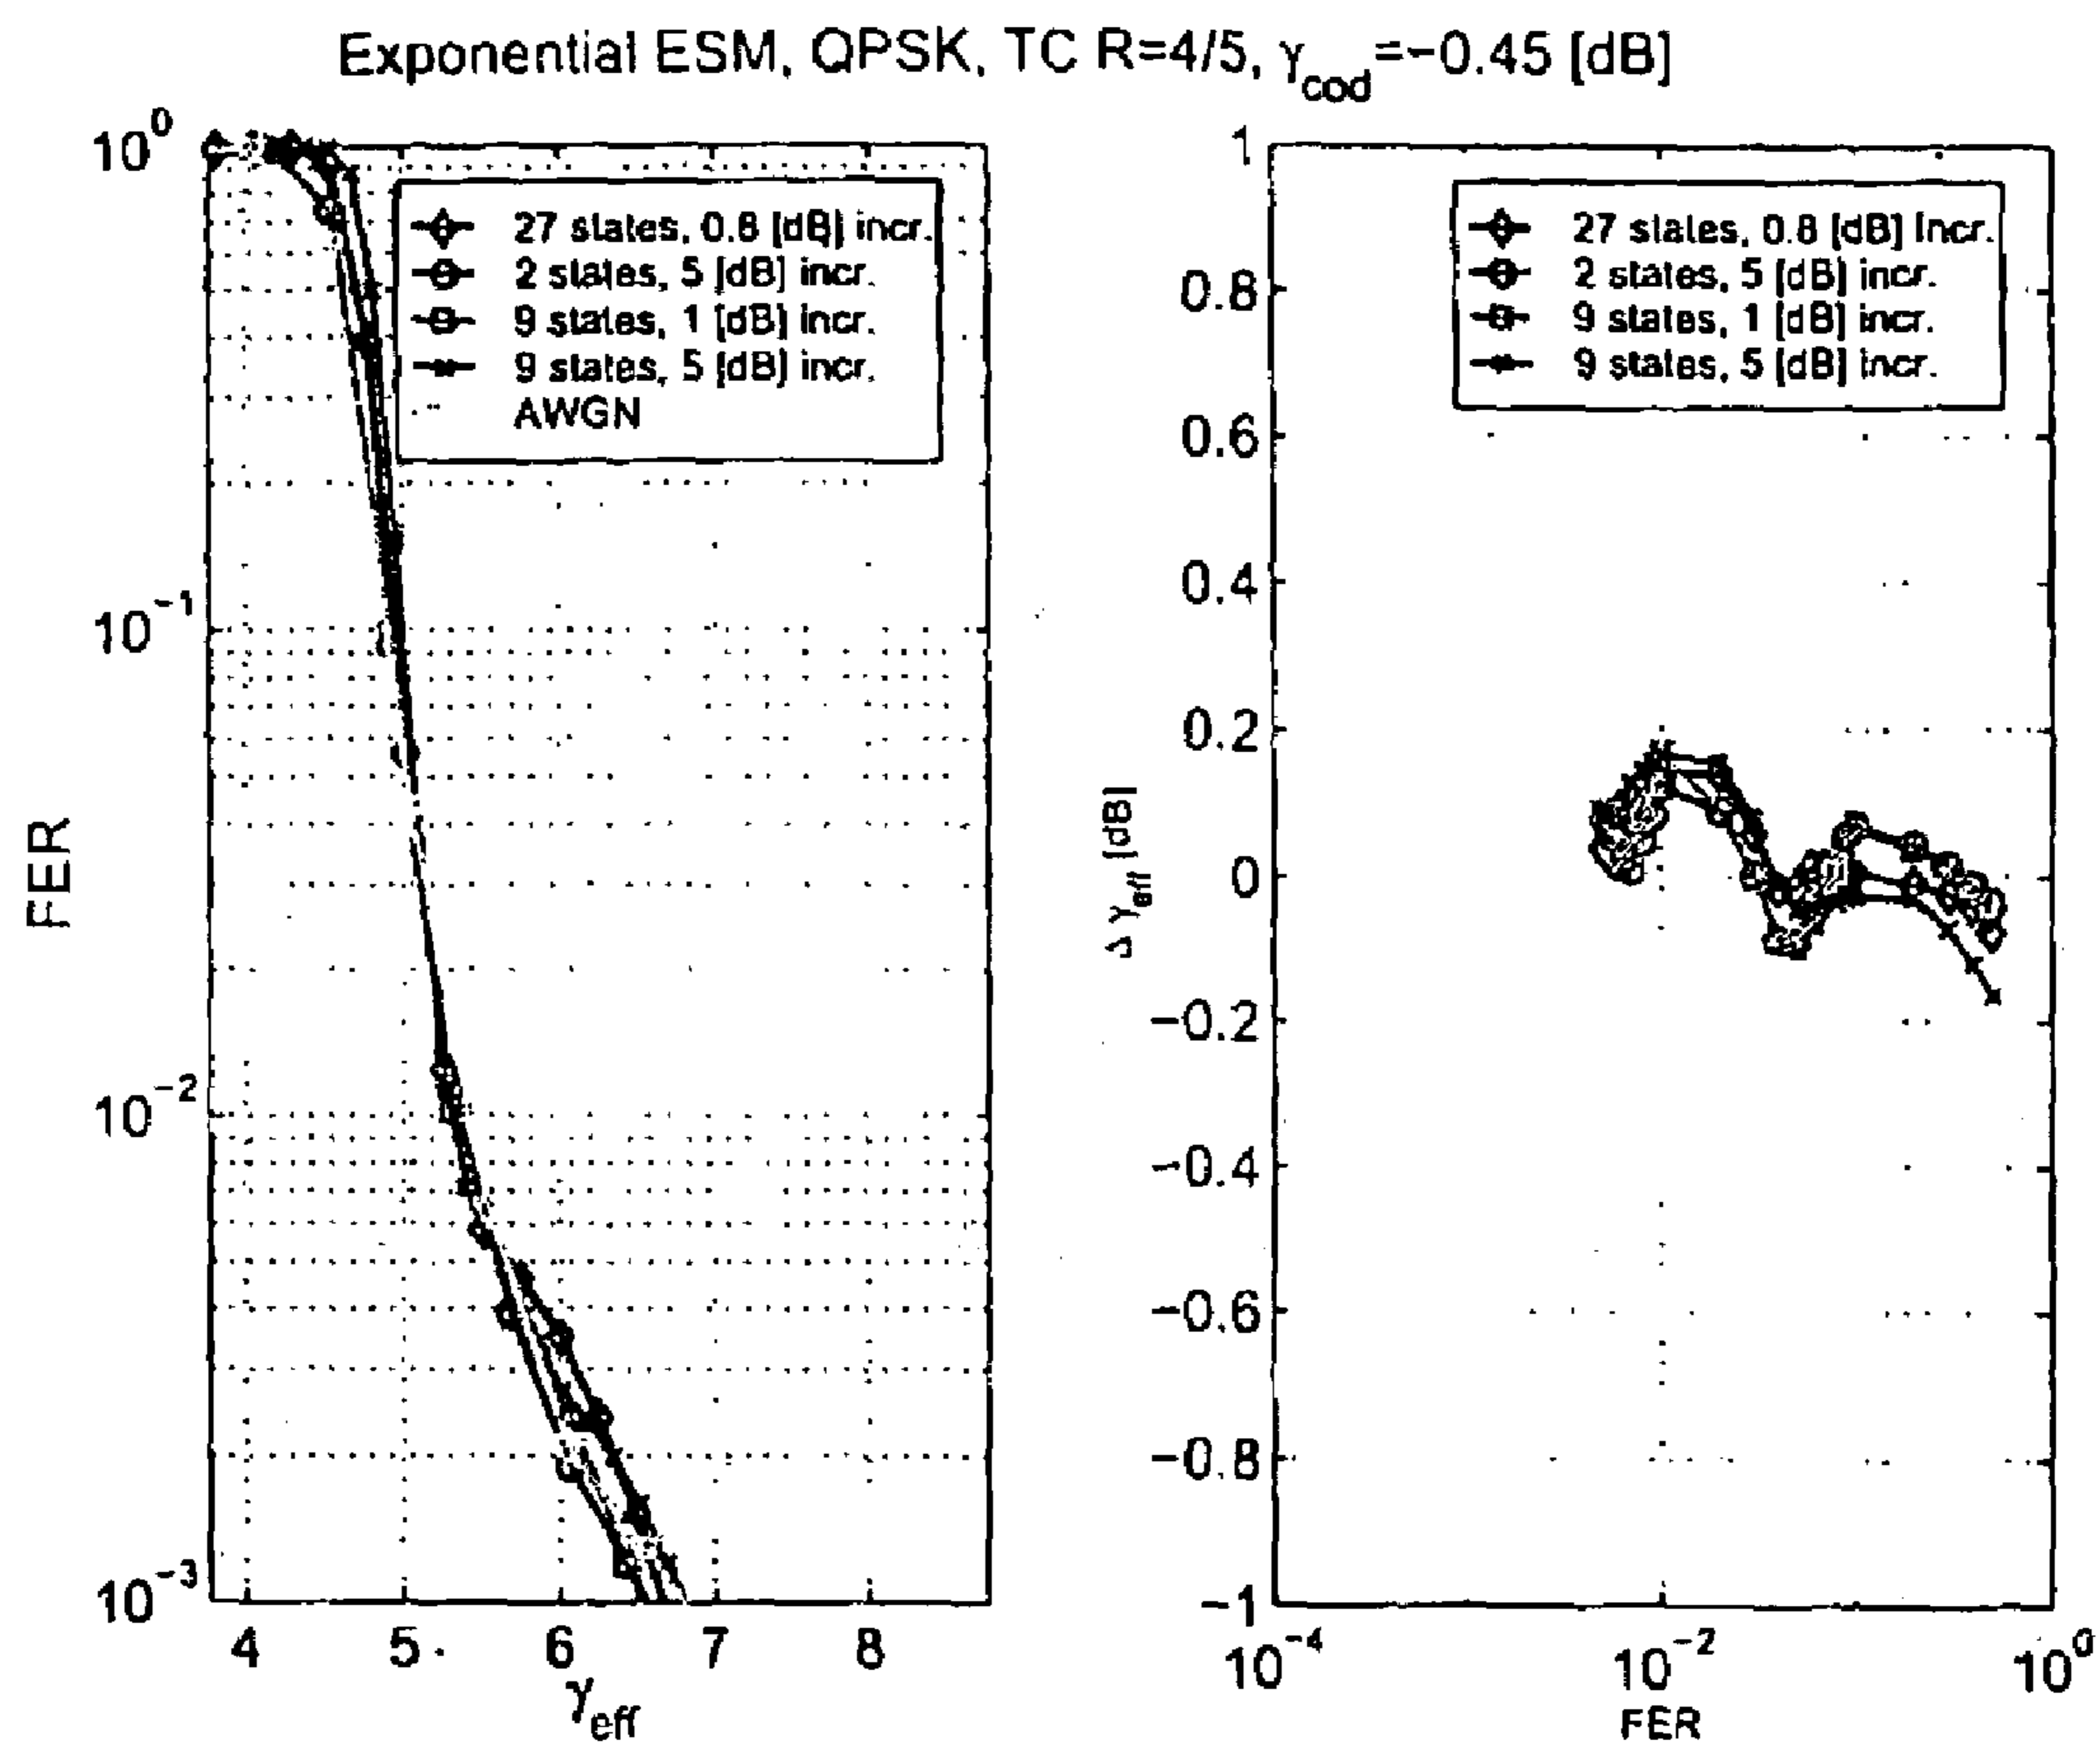 Exponential ESM, QPSK, TC R=4/5, γcod=−0.45 [dB]
10^0
10^−1
10^−2
10^−3
FER
27 states, 0.8 [dB] incr.
2 states, 5 [dB] incr.
9 states, 1 [dB] incr.
9 states, 5 [dB] incr.
AWGN
4
5
6
7
8
γeff
1
0.8
0.6
0.4
0.2
0
−0.2
−0.4
−0.6
−0.8
−1
Δ γeff [dB]
27 states, 0.8 [dB] Incr.
2 states, 5 [dB] incr.
9 states, 1 [dB] incr.
9 states, 5 [dB] incr.
10^−4
10^−2
10^0
FER